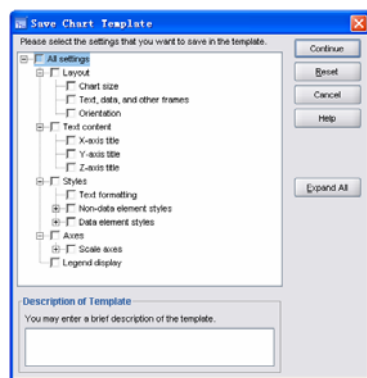 Save Chart Template
Please select the settings that you want to save in the template.
All settings
Layout
Chart size
Text, data, and other frames
Orientation
Text content
X-axis title
Y-axis title
Z-axis title
Styles
Text formatting
Non-data element styles
Data element styles
Axes
Scale axes
Legend display
Continue
Reset
Cancel
Help
Expand All
Description of Template
You may enter a brief description of the template.